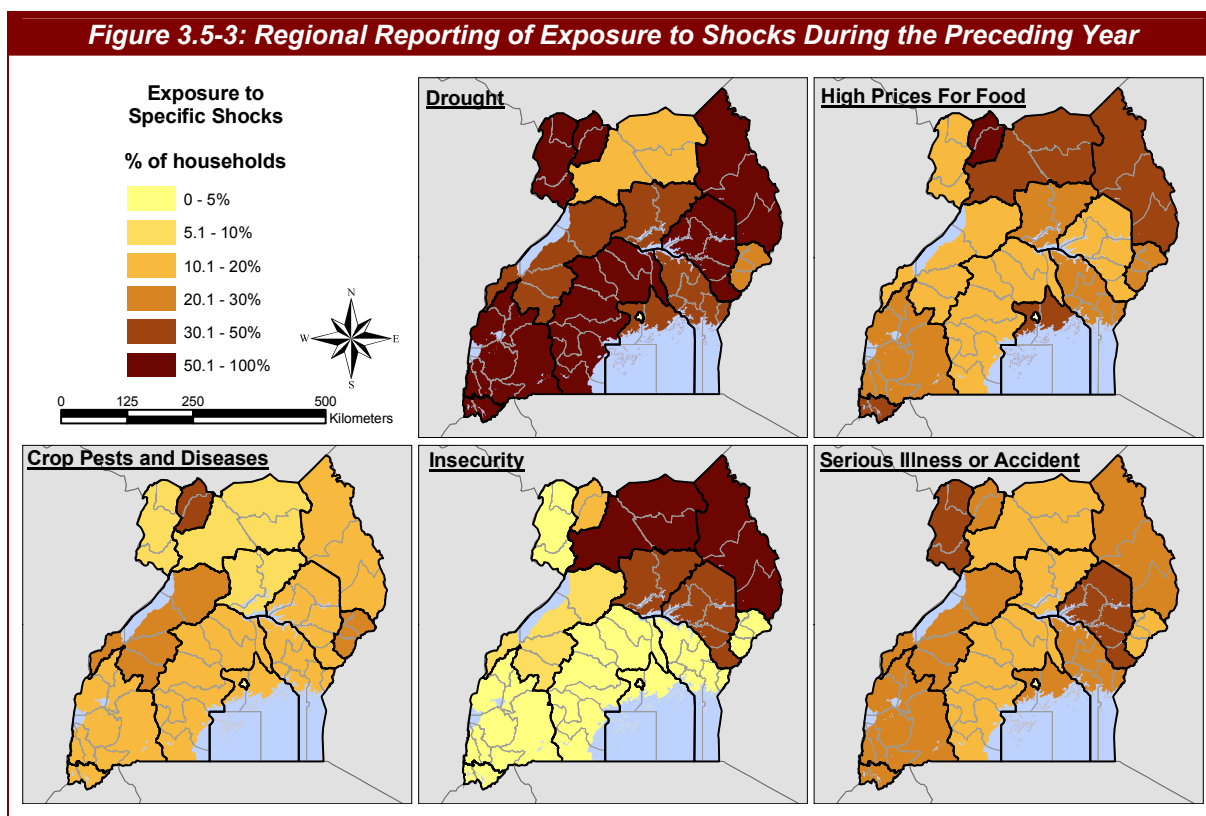 Figure 3.5-3: Regional Reporting of Exposure to Shocks During the Preceding Year
Exposure to
Specific Shocks
% of households
0 - 5%
5.1 - 10%
10.1 - 20%
20.1 - 30%
30.1 - 50%
50.1 - 100%
N
W
E
S
0 125 250 500
Kilometers
Drought
High Prices For Food
Crop Pests and Diseases
Insecurity
Serious Illness or Accident